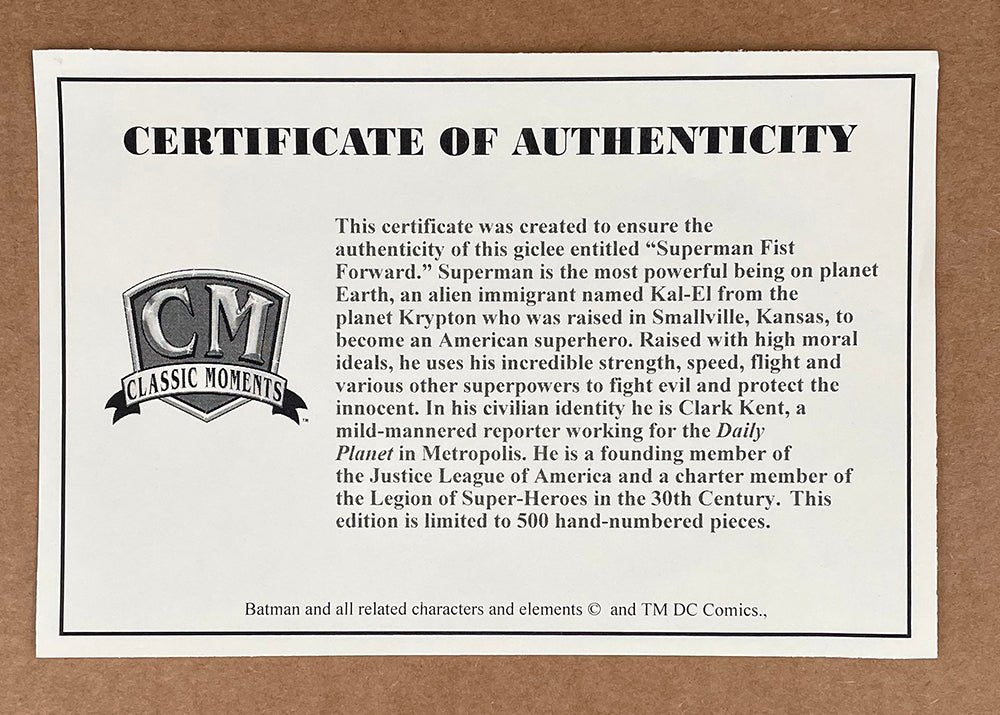 CERTIFICATE OF AUTHENTICITY
CM
CLASSIC MOMENTS
™
This certificate was created to ensure the
authenticity of this giclee entitled “Superman Fist
Forward.” Superman is the most powerful being on planet
Earth, an alien immigrant named Kal-El from the
planet Krypton who was raised in Smallville, Kansas, to
become an American superhero. Raised with high moral
ideals, he uses his incredible strength, speed, flight and
various other superpowers to fight evil and protect the
innocent. In his civilian identity he is Clark Kent, a
mild-mannered reporter working for the Daily
Planet in Metropolis. He is a founding member of
the Justice League of America and a charter member of
the Legion of Super-Heroes in the 30th Century. This
edition is limited to 500 hand-numbered pieces.
Batman and all related characters and elements © and TM DC Comics.,